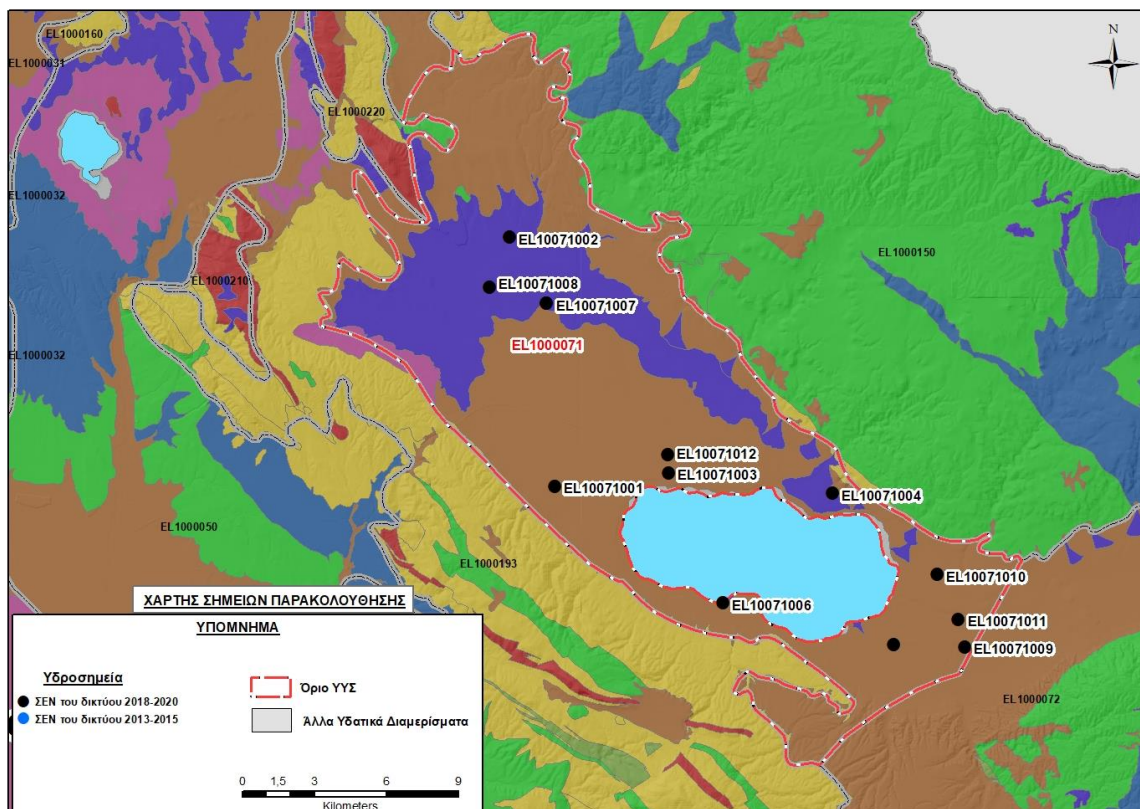 EL1000160
N
EL1000031
EL1000220
EL1000032
EL10071002
EL1000150
EL1000210
EL10071008
EL10071007
EL1000071
EL1000032
EL10071012
EL10071003
EL10071001
EL10071004
EL1000050
EL1000193
EL10071010
EL10071006
EL10071011
EL10071009
EL1000072
ΧΑΡΤΗΣ ΣΗΜΕΙΩΝ ΠΑΡΑΚΟΛΟΥΘΗΣΗΣ
ΥΠΟΜΝΗΜΑ
Υδροσημεία
ΣΕΝ του δικτύου 2018-2020
ΣΕΝ του δικτύου 2013-2015
Όριο ΥΥΣ
Άλλα Υδατικά Διαμερίσματα
0 1,5 3 6 9
Kilometers